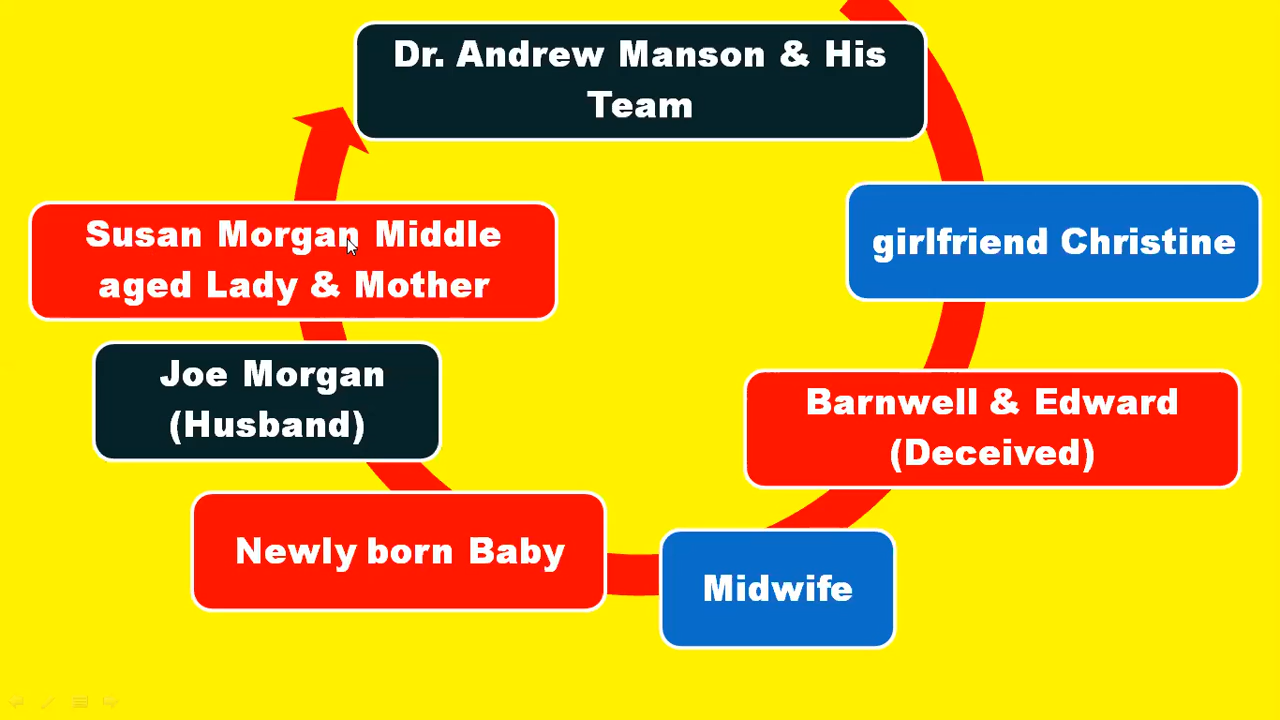 Dr. Andrew Manson & His
Team
girlfriend Christine
Barnwell & Edward
(Deceived)
Midwife
Newly born Baby
Joe Morgan
(Husband)
Susan Morgan Middle
aged Lady & Mother